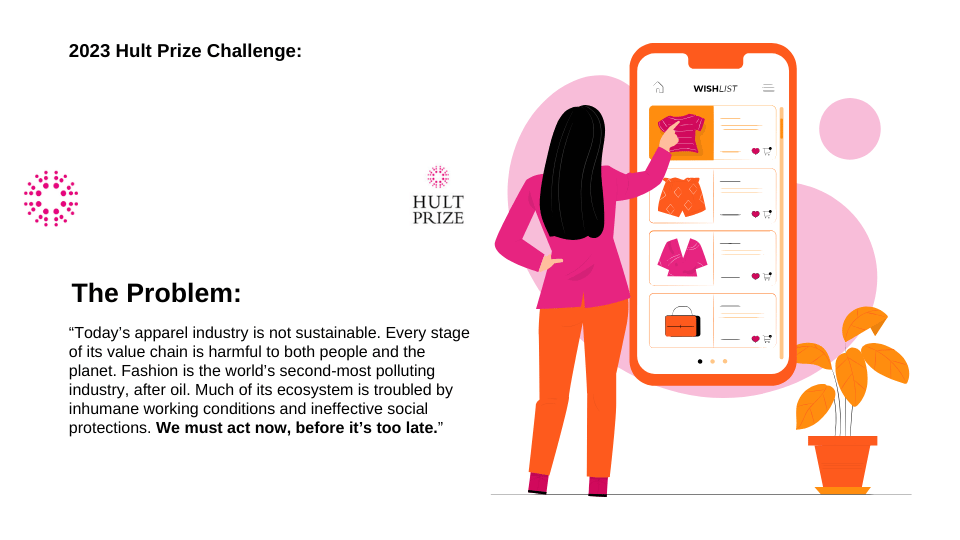 2023 Hult Prize Challenge:
WISHLIST
HULT
PRIZE
The Problem:
“Today’s apparel industry is not sustainable. Every stage
of its value chain is harmful to both people and the
planet. Fashion is the world’s second-most polluting
industry, after oil. Much of its ecosystem is troubled by
inhumane working conditions and ineffective social
protections. We must act now, before it’s too late.”